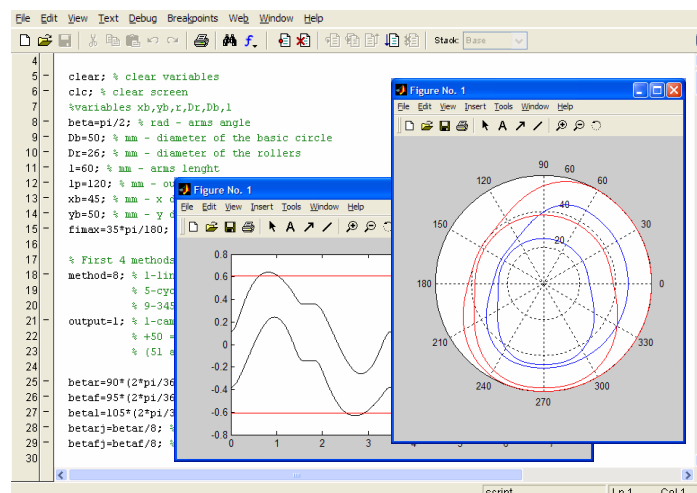 File Edit View Text Debug Breakpoints Web Window Help
Stack: Base
4
5 - clear; % clear variables
6 - clc; % clear screen
7 %variables xb,yb,r,Dr,Db,l
8 - beta=pi/2; % rad - arms angle
9 - Db=50; % mm - diameter of the basic circle
10 - Dr=26; % mm - diameter of the rollers
11 - l=60; % mm - arms lenght
12 - lp=120; % mm - ou
13 - xb=45; % mm - x d
14 - yb=50; % mm - y d
15 - fimax=35*pi/180;
16
17 % First 4 methods
18 - method=8; % 1-lin
19 % 5-cyc
20 % 9-345
21 - output=1; % 1-cam
22 % +50 =
23 % (51 a
24
25 - betar=90*(2*pi/36
26 - betaf=95*(2*pi/36
27 - betal=105*(2*pi/3
28 - betarj=betar/8; %
29 - betafj=betaf/8; %
30
Figure No. 1
File Edit View Insert Tools Window
0.8
0.6
0.4
0.2
0
-0.2
-0.4
-0.6
-0.8
0 1 2 3
Figure No. 1
File Edit View Insert Tools Window Help
90 60
120 60
40
150 30
20
180 0
210 330
240 300
270
script Ln 1 Col 1